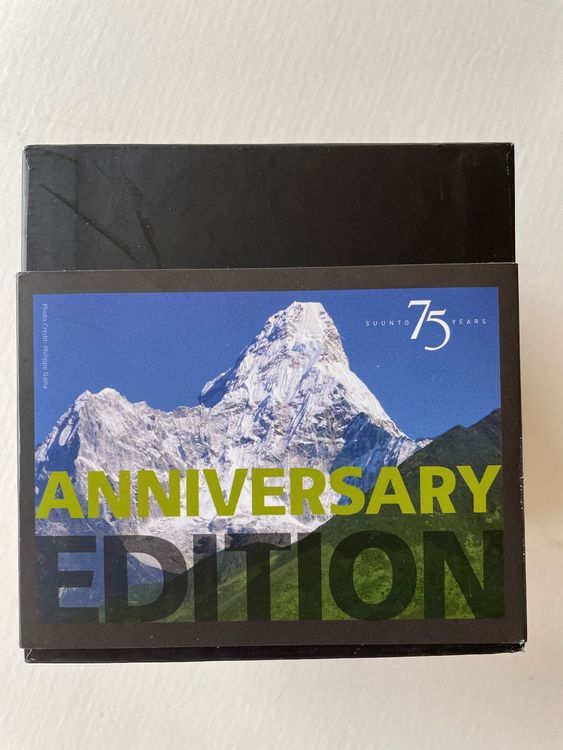 Photo Credit: Philippe Gatta
SUUNTO 75 YEARS
ANNIVERSARY
EDITION